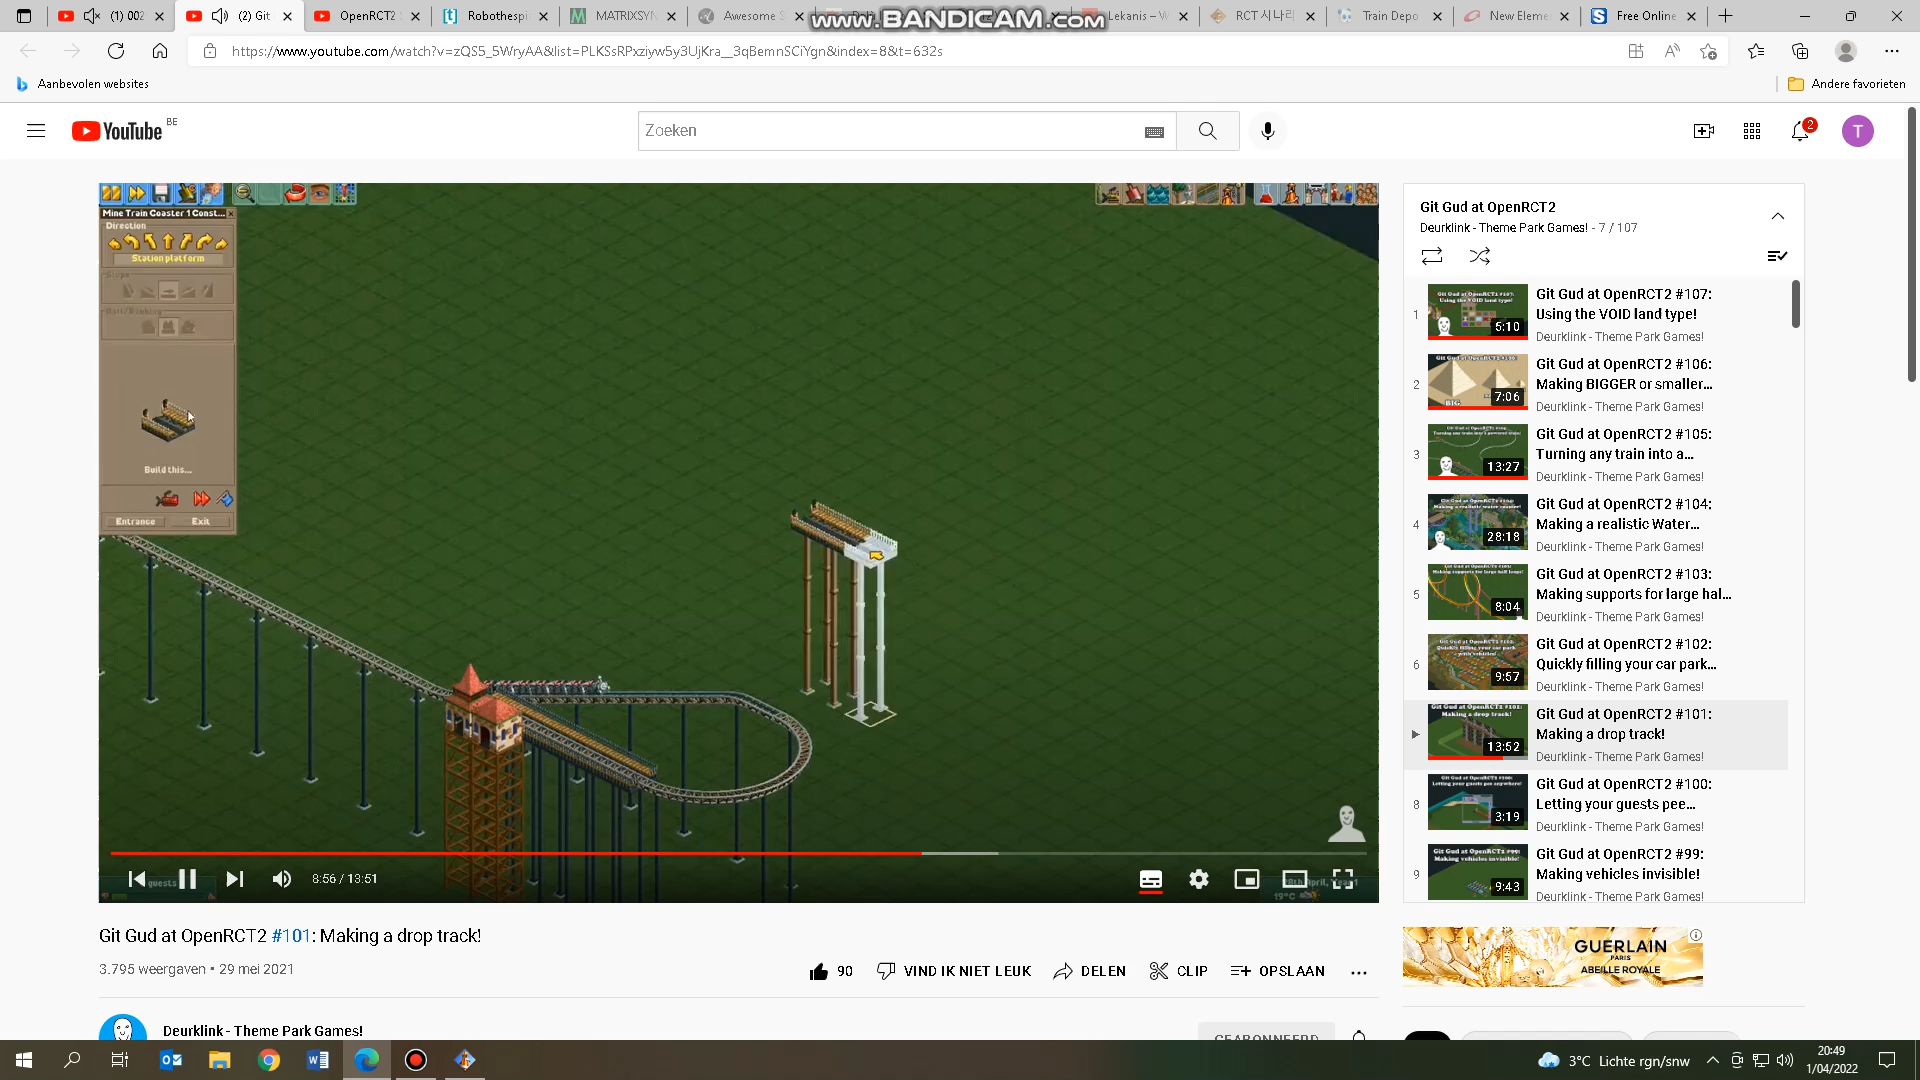 (1) 002
(2) Git
OpenRCT2
Robothespi
MATRIXSYN
Awesome S
Lekanis – W
RCT 시나리
Train Depo
New Eleme
Free Online
www.BANDICAM.com
https://www.youtube.com/watch?v=zQS5_5WryAA&list=PLKSsRPxziyw5y3UjKra__3qBemnSCiYgn&index=8&t=632s
Aanbevolen websites
Andere favorieten
YouTube BE
Zoeken
2
T
Mine Train Coaster 1 Const...
Direction
Station platform
Slope
Roll/Banking
Build this...
Entrance Exit
guests
28th April, Year 1
19°C
8:56 / 13:51
Git Gud at OpenRCT2
Deurklink - Theme Park Games! - 7 / 107
1
5:10
Git Gud at OpenRCT2 #107:
Using the VOID land type!
Deurklink - Theme Park Games!
2
BIG
7:06
Git Gud at OpenRCT2 #106:
Making BIGGER or smaller...
Deurklink - Theme Park Games!
3
13:27
Git Gud at OpenRCT2 #105:
Turning any train into a...
Deurklink - Theme Park Games!
4
28:18
Git Gud at OpenRCT2 #104:
Making a realistic Water...
Deurklink - Theme Park Games!
5
8:04
Git Gud at OpenRCT2 #103:
Making supports for large hal...
Deurklink - Theme Park Games!
6
9:57
Git Gud at OpenRCT2 #102:
Quickly filling your car park...
Deurklink - Theme Park Games!
13:52
Git Gud at OpenRCT2 #101:
Making a drop track!
Deurklink - Theme Park Games!
8
3:19
Git Gud at OpenRCT2 #100:
Letting your guests pee...
Deurklink - Theme Park Games!
9
9:43
Git Gud at OpenRCT2 #99:
Making vehicles invisible!
Deurklink - Theme Park Games!
Git Gud at OpenRCT2 #101: Making a drop track!
3.795 weergaven • 29 mei 2021
90
VIND IK NIET LEUK
DELEN
CLIP
OPSLAAN
GUERLAIN
PARIS
ABEILLE ROYALE
Deurklink - Theme Park Games!
GEABONNEERD
3°C Lichte rgn/snw
20:49
1/04/2022